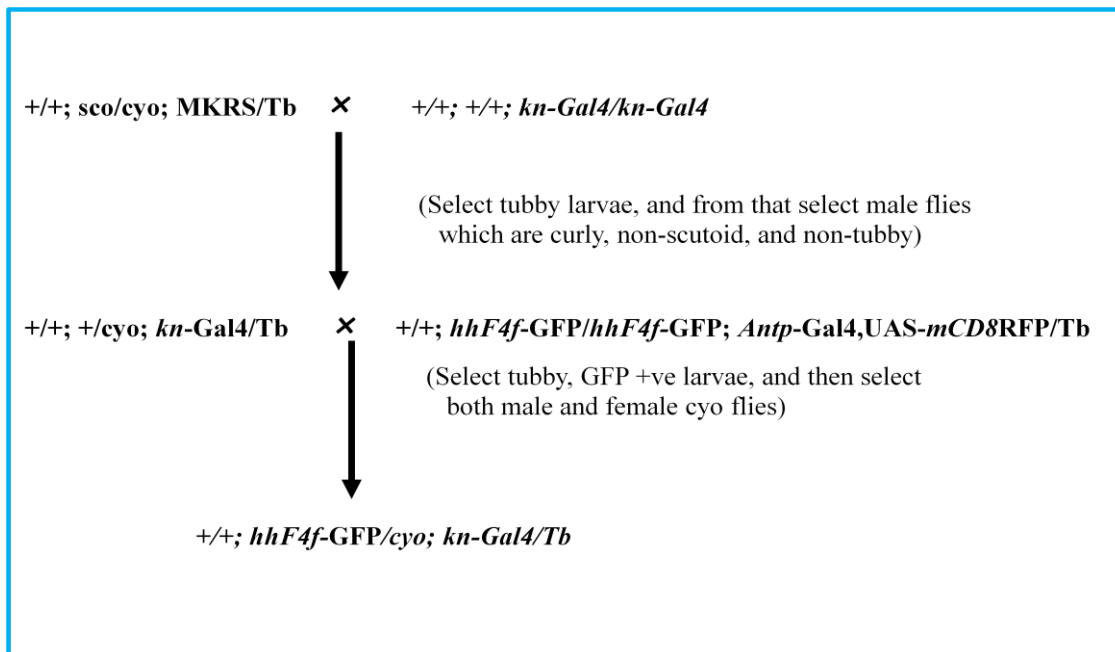 +/+; sco/cyo; MKRS/Tb × +/+; +/+; kn-Gal4/kn-Gal4
(Select tubby larvae, and from that select male flies
which are curly, non-scutoid, and non-tubby)
+/+; +/cyo; kn-Gal4/Tb × +/+; hhF4f-GFP/hhF4f-GFP; Antp-Gal4,UAS-mCD8RFP/Tb
(Select tubby, GFP +ve larvae, and then select
both male and female cyo flies)
+/+; hhF4f-GFP/cyo; kn-Gal4/Tb